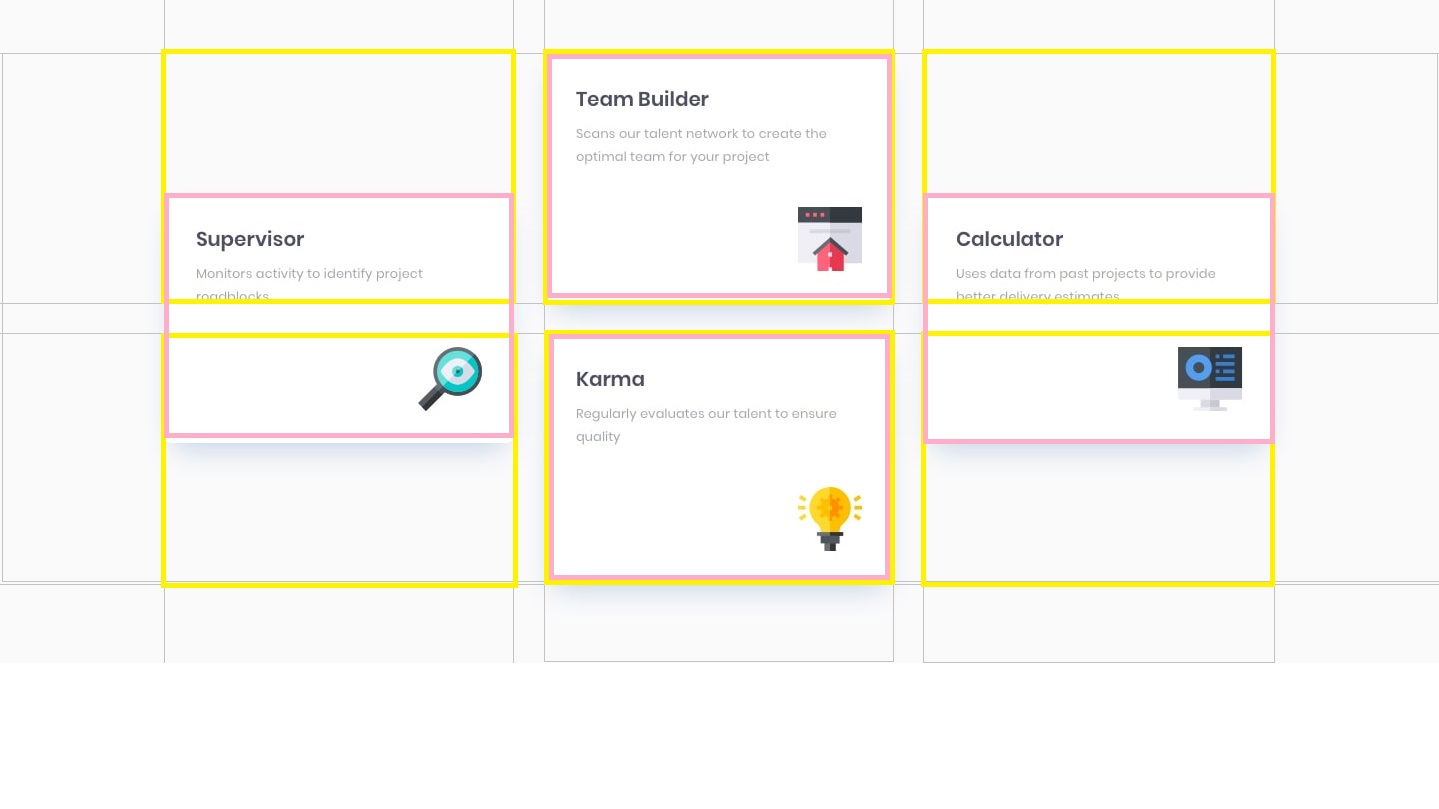 Team Builder
Scans our talent network to create the
optimal team for your project
Supervisor
Monitors activity to identify project
roadblocks
Calculator
Uses data from past projects to provide
better delivery estimates
Karma
Regularly evaluates our talent to ensure
quality